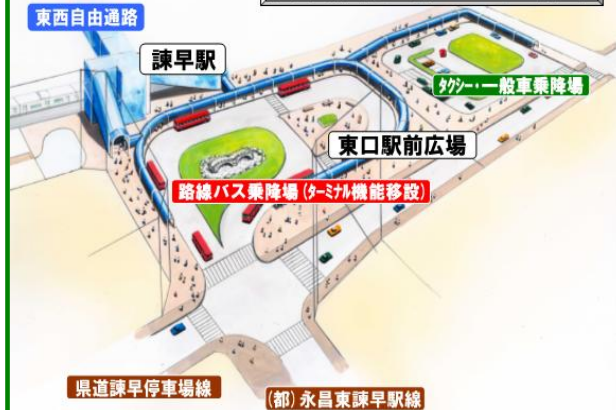 東西自由通路
諫早駅
タクシー・一般車乗降場
東口駅前広場
路線バス乗降場(ターミナル機能移設)
県道諫早停車場線
(都)永昌東諫早駅線